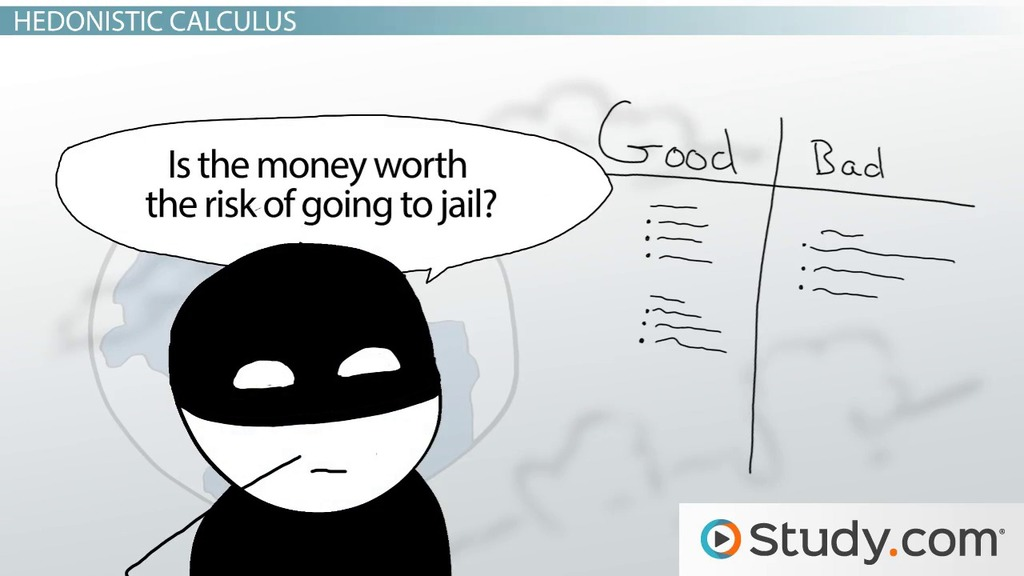 HEDONISTIC CALCULUS
Is the money worth
the risk of going to jail?
Good
Bad
Study.com®